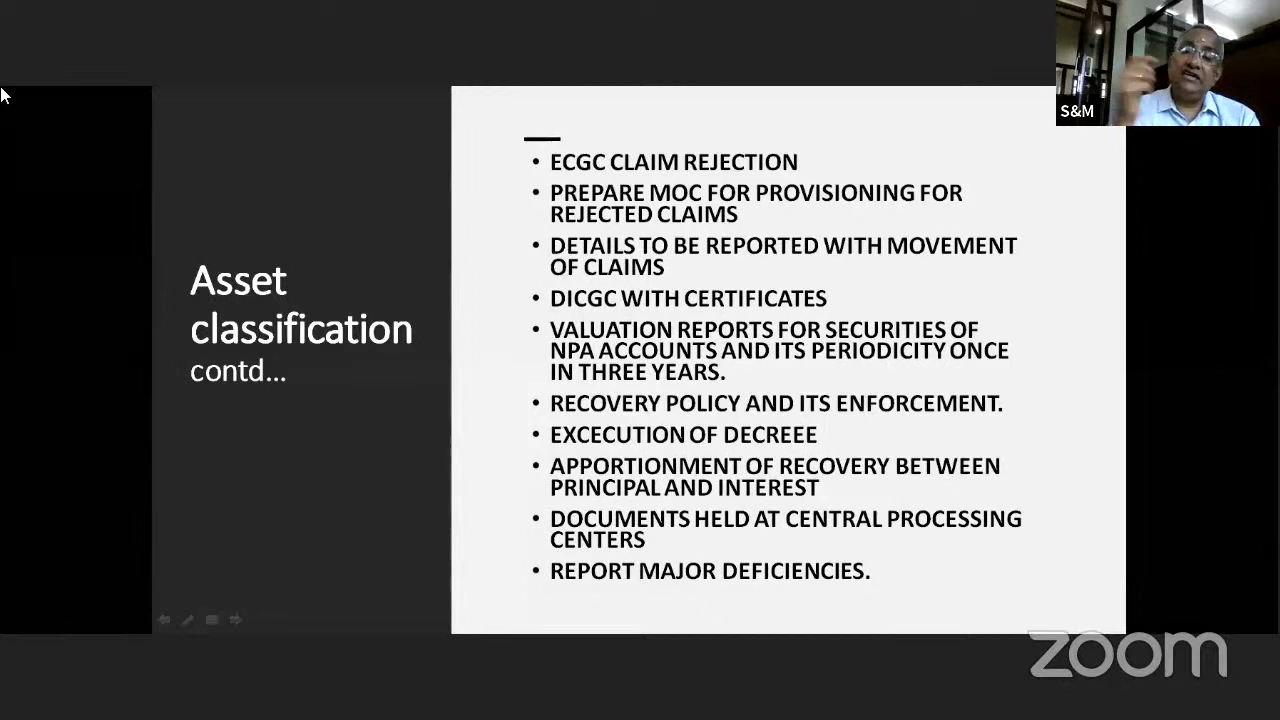 S&M
Asset
classification
contd...
• ECGC CLAIM REJECTION
• PREPARE MOC FOR PROVISIONING FOR
REJECTED CLAIMS
• DETAILS TO BE REPORTED WITH MOVEMENT
OF CLAIMS
• DICGC WITH CERTIFICATES
• VALUATION REPORTS FOR SECURITIES OF
NPA ACCOUNTS AND ITS PERIODICITY ONCE
IN THREE YEARS.
• RECOVERY POLICY AND ITS ENFORCEMENT.
• EXCECUTION OF DECREEE
• APPORTIONMENT OF RECOVERY BETWEEN
PRINCIPAL AND INTEREST
• DOCUMENTS HELD AT CENTRAL PROCESSING
CENTERS
• REPORT MAJOR DEFICIENCIES.
zoom